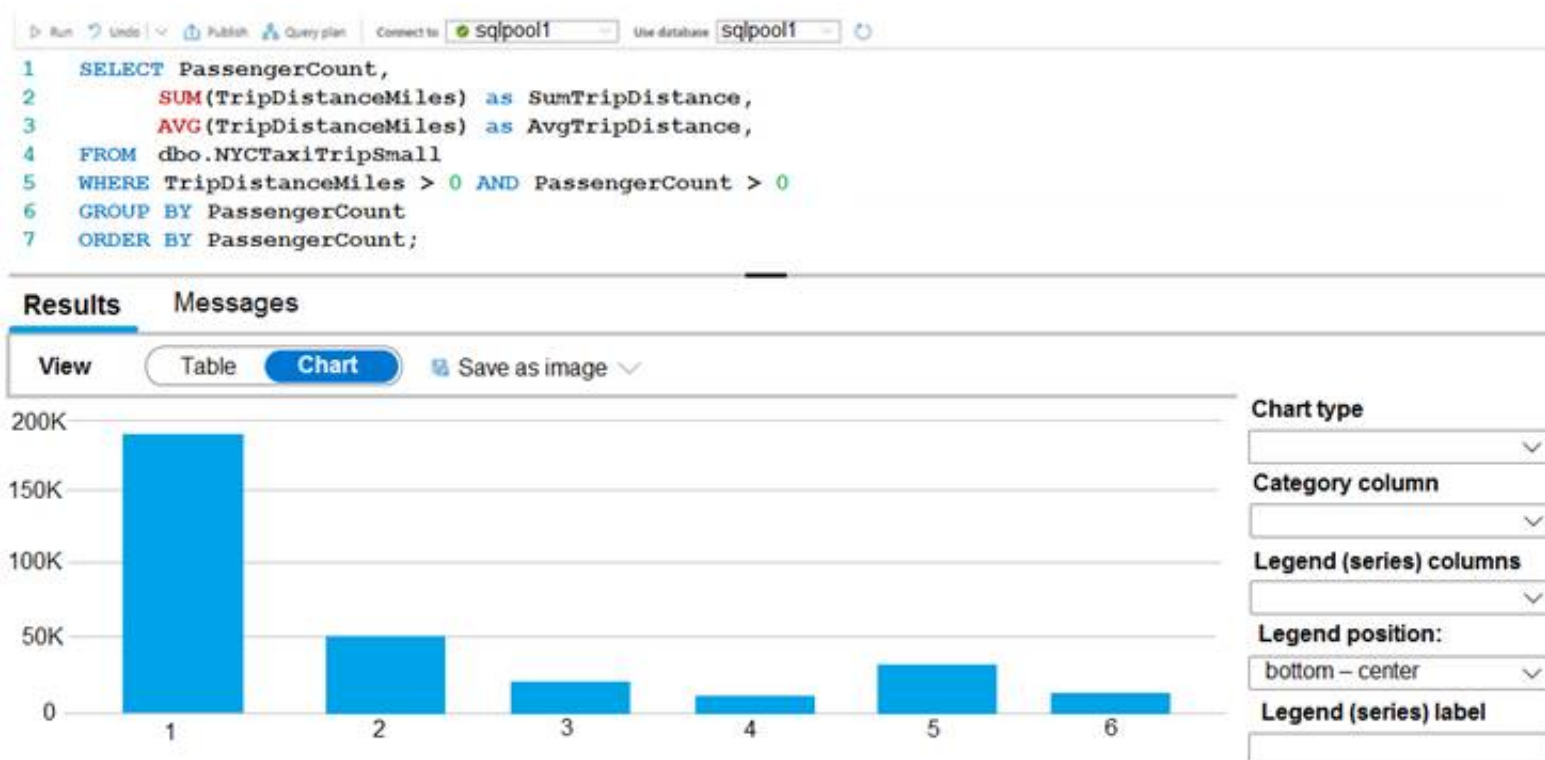 Run Undo Publish Query plan Connect to sqlpool1 Use database sqlpool1
1 SELECT PassengerCount,
2 SUM(TripDistanceMiles) as SumTripDistance,
3 AVG(TripDistanceMiles) as AvgTripDistance,
4 FROM dbo.NYCTaxiTripSmall
5 WHERE TripDistanceMiles > 0 AND PassengerCount > 0
6 GROUP BY PassengerCount
7 ORDER BY PassengerCount;
Results Messages
View Table Chart Save as image
200K
150K
100K
50K
0
1 2 3 4 5 6
Chart type
Category column
Legend (series) columns
Legend position:
bottom – center
Legend (series) label